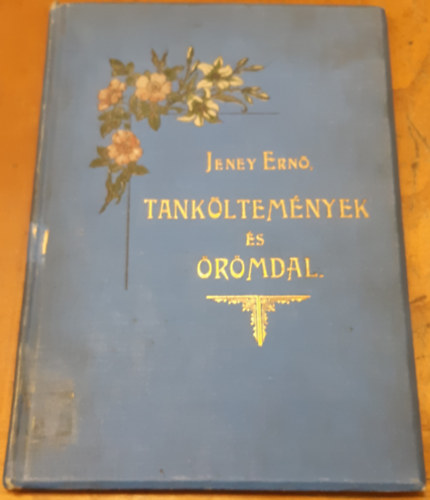 JENEY ERNŐ,
TANKÖLTEMÉNYEK
ÉS
ÖRÖMDAL.